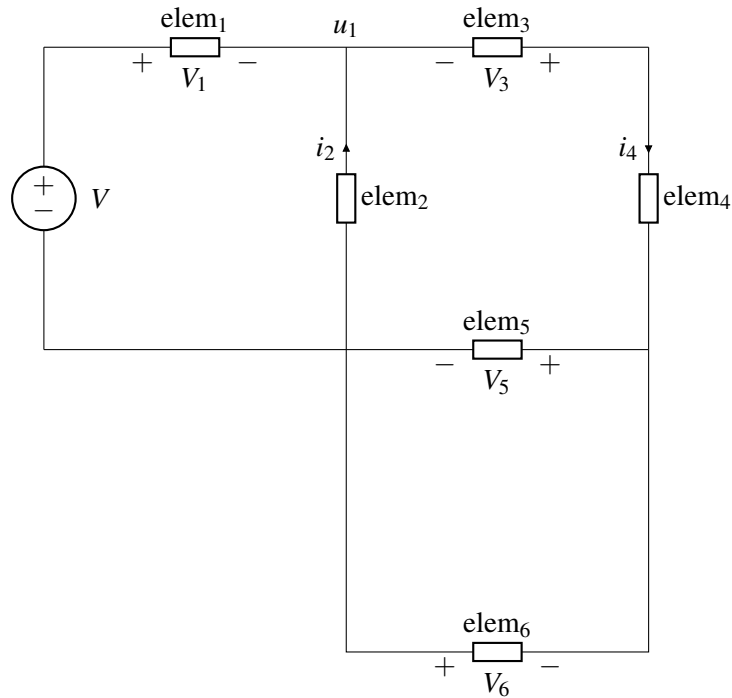 elem₁ u₁ elem₃
+ V₁ − − V₃ +
i₂ i₄
+ − V elem₂ elem₄
elem₅
− V₅ +
elem₆
+ V₆ −